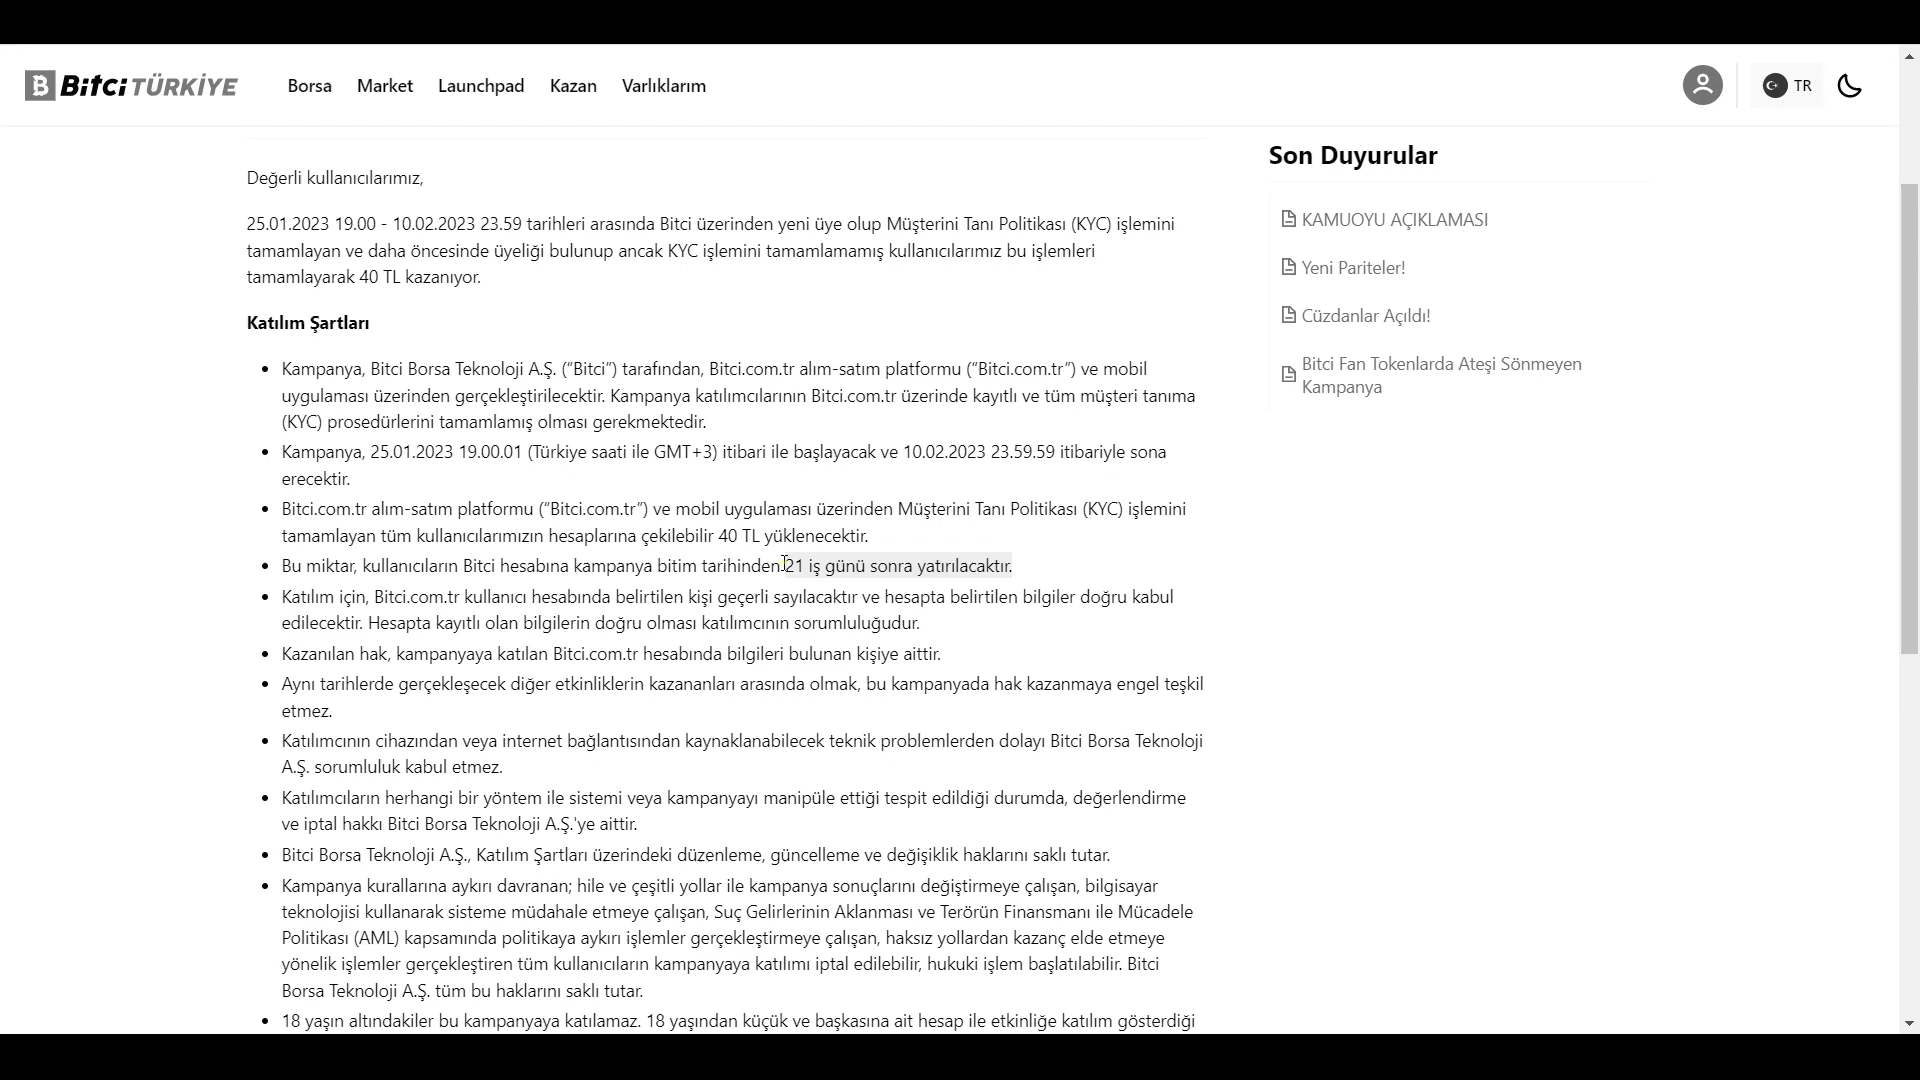 Bitci TÜRKİYE
Borsa Market Launchpad Kazan Varlıklarım
TR
Değerli kullanıcılarımız,
25.01.2023 19.00 - 10.02.2023 23.59 tarihleri arasında Bitci üzerinden yeni üye olup Müşterini Tanı Politikası (KYC) işlemini
tamamlayan ve daha öncesinde üyeliği bulunup ancak KYC işlemini tamamlamamış kullanıcılarımız bu işlemleri
tamamlayarak 40 TL kazanıyor.
Katılım Şartları
• Kampanya, Bitci Borsa Teknoloji A.Ş. (“Bitci”) tarafından, Bitci.com.tr alım-satım platformu (“Bitci.com.tr”) ve mobil
uygulaması üzerinden gerçekleştirilecektir. Kampanya katılımcılarının Bitci.com.tr üzerinde kayıtlı ve tüm müşteri tanıma
(KYC) prosedürlerini tamamlamış olması gerekmektedir.
• Kampanya, 25.01.2023 19.00.01 (Türkiye saati ile GMT+3) itibari ile başlayacak ve 10.02.2023 23.59.59 itibariyle sona
erecektir.
• Bitci.com.tr alım-satım platformu (“Bitci.com.tr”) ve mobil uygulaması üzerinden Müşterini Tanı Politikası (KYC) işlemini
tamamlayan tüm kullanıcılarımızın hesaplarına çekilebilir 40 TL yüklenecektir.
• Bu miktar, kullanıcıların Bitci hesabına kampanya bitim tarihinden 21 iş günü sonra yatırılacaktır.
• Katılım için, Bitci.com.tr kullanıcı hesabında belirtilen kişi geçerli sayılacaktır ve hesapta belirtilen bilgiler doğru kabul
edilecektir. Hesapta kayıtlı olan bilgilerin doğru olması katılımcının sorumluluğudur.
• Kazanılan hak, kampanyaya katılan Bitci.com.tr hesabında bilgileri bulunan kişiye aittir.
• Aynı tarihlerde gerçekleşecek diğer etkinliklerin kazananları arasında olmak, bu kampanyada hak kazanmaya engel teşkil
etmez.
• Katılımcının cihazından veya internet bağlantısından kaynaklanabilecek teknik problemlerden dolayı Bitci Borsa Teknoloji
A.Ş. sorumluluk kabul etmez.
• Katılımcıların herhangi bir yöntem ile sistemi veya kampanyayı manipüle ettiği tespit edildiği durumda, değerlendirme
ve iptal hakkı Bitci Borsa Teknoloji A.Ş.'ye aittir.
• Bitci Borsa Teknoloji A.Ş., Katılım Şartları üzerindeki düzenleme, güncelleme ve değişiklik haklarını saklı tutar.
• Kampanya kurallarına aykırı davranan; hile ve çeşitli yollar ile kampanya sonuçlarını değiştirmeye çalışan, bilgisayar
teknolojisi kullanarak sisteme müdahale etmeye çalışan, Suç Gelirlerinin Aklanması ve Terörün Finansmanı ile Mücadele
Politikası (AML) kapsamında politikaya aykırı işlemler gerçekleştirmeye çalışan, haksız yollardan kazanç elde etmeye
yönelik işlemler gerçekleştiren tüm kullanıcıların kampanyaya katılımı iptal edilebilir, hukuki işlem başlatılabilir. Bitci
Borsa Teknoloji A.Ş. tüm bu haklarını saklı tutar.
• 18 yaşın altındakiler bu kampanyaya katılamaz. 18 yaşından küçük ve başkasına ait hesap ile etkinliğe katılım gösterdiği
Son Duyurular
KAMUOYU AÇIKLAMASI
Yeni Pariteler!
Cüzdanlar Açıldı!
Bitci Fan Tokenlarda Ateşi Sönmeyen
Kampanya